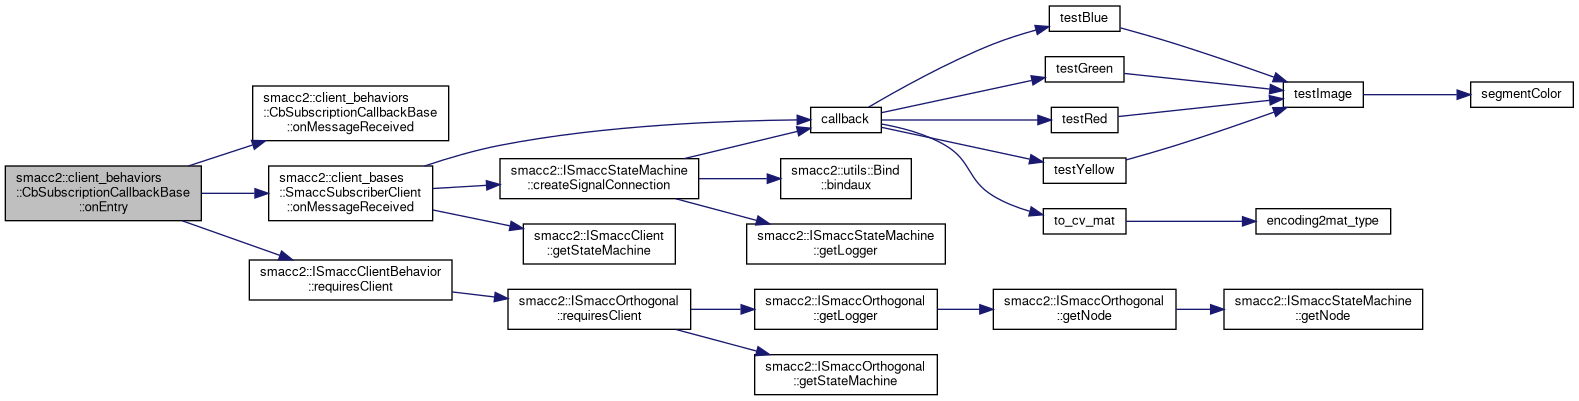 smacc2::client_behaviors
::CbSubscriptionCallbackBase
::onEntry
smacc2::client_behaviors
::CbSubscriptionCallbackBase
::onMessageReceived
smacc2::client_bases
::SmaccSubscriberClient
::onMessageReceived
smacc2::ISmaccClientBehavior
::requiresClient
smacc2::ISmaccStateMachine
::createSignalConnection
smacc2::ISmaccClient
::getStateMachine
smacc2::ISmaccOrthogonal
::requiresClient
callback
smacc2::utils::Bind
::bindaux
smacc2::ISmaccStateMachine
::getLogger
smacc2::ISmaccOrthogonal
::getLogger
smacc2::ISmaccOrthogonal
::getStateMachine
testBlue
testGreen
testRed
testYellow
to_cv_mat
smacc2::ISmaccOrthogonal
::getNode
testImage
encoding2mat_type
smacc2::ISmaccStateMachine
::getNode
segmentColor